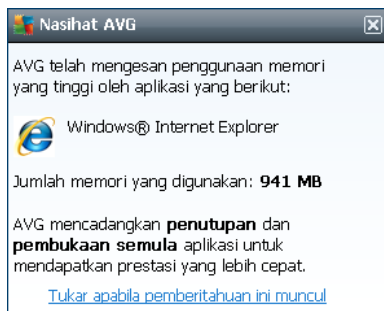 Nasihat AVG
AVG telah mengesan penggunaan memori
yang tinggi oleh aplikasi yang berikut:
Windows® Internet Explorer
Jumlah memori yang digunakan: 941 MB
AVG mencadangkan penutupan dan
pembukaan semula aplikasi untuk
mendapatkan prestasi yang lebih cepat.
Tukar apabila pemberitahuan ini muncul